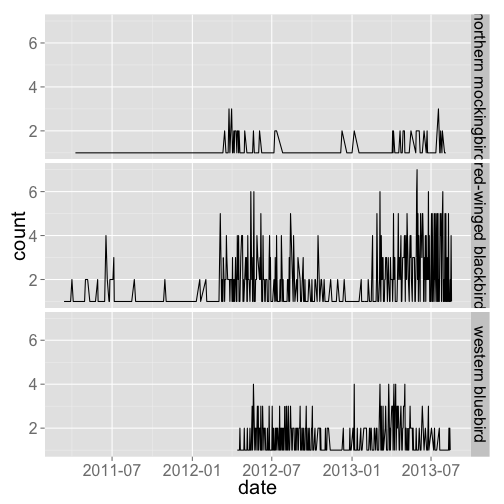 6
4
2
northern mockingbird
6
4
2
red-winged blackbird
6
4
2
western bluebird
count
2011-07
2012-01
2012-07
2013-01
2013-07
date